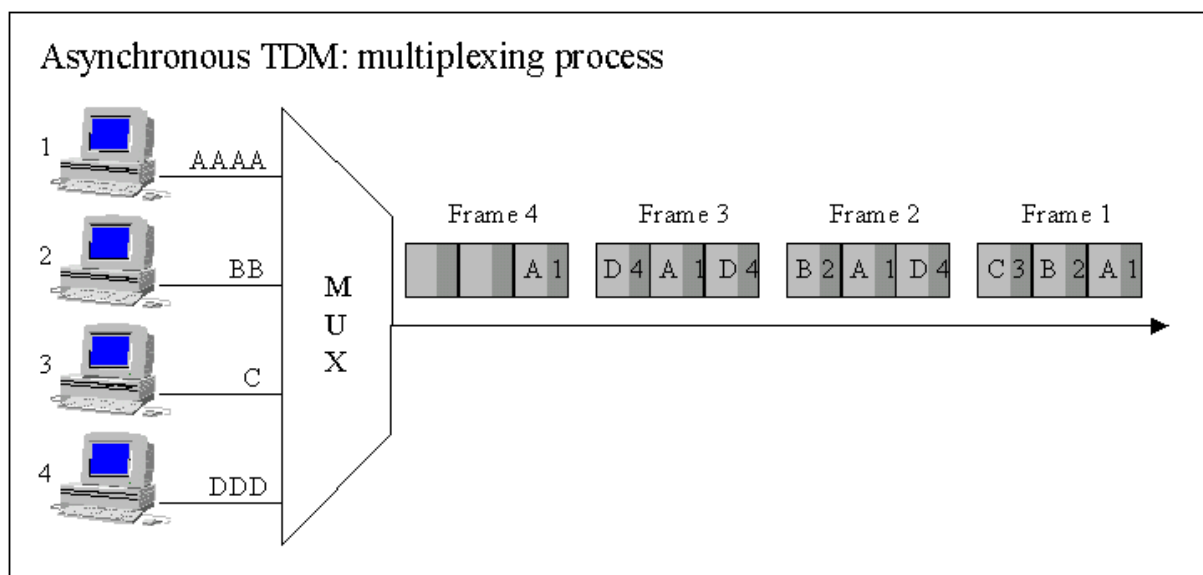 Asynchronous TDM: multiplexing process
1
AAAA
2
BB
3
C
4
DDD
M
U
X
Frame 4 Frame 3 Frame 2 Frame 1
A 1 D 4 A 1 D 4 B 2 A 1 D 4 C 3 B 2 A 1